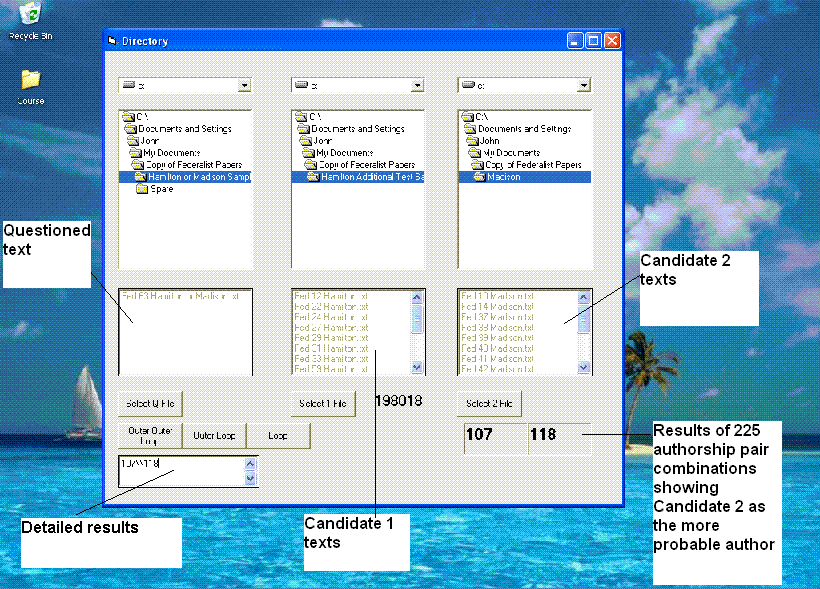 Recycle Bin
Course
Directory
c:
c:
c:
C:\
Documents and Settings
John
My Documents
Copy of Federalist Papers
Hamilton or Madison Sampl
Spare
C:\
Documents and Settings
John
My Documents
Copy of Federalist Papers
Hamilton Additional Test Sa
C:\
Documents and Settings
John
My Documents
Copy of Federalist Papers
Madison
Questioned
text
Candidate 2
texts
Fed 63 Hamilton or Madison.txt
Fed 12 Hamilton.txt
Fed 22 Hamilton.txt
Fed 24 Hamilton.txt
Fed 27 Hamilton.txt
Fed 29 Hamilton.txt
Fed 31 Hamilton.txt
Fed 33 Hamilton.txt
Fed 59 Hamilton.txt
Fed 10 Madison.txt
Fed 14 Madison.txt
Fed 37 Madison.txt
Fed 38 Madison.txt
Fed 39 Madison.txt
Fed 40 Madison.txt
Fed 41 Madison.txt
Fed 42 Madison.txt
Select Q File
Select 1 File
198018
Select 2 File
Outer Outer
Loop
Outer Loop
Loop
107
118
107\\118
Results of 225
authorship pair
combinations
showing
Candidate 2 as
the more
probable author
Detailed results
Candidate 1
texts